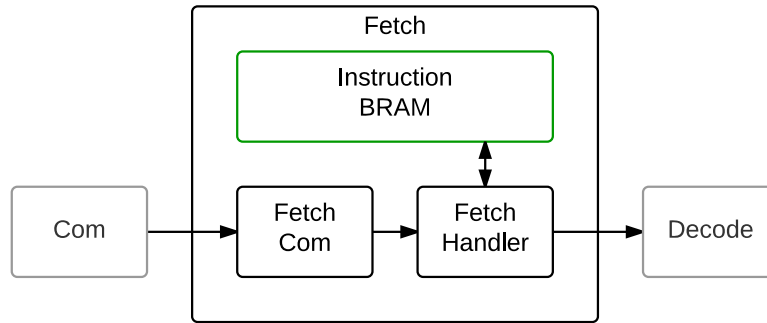 Fetch
Instruction
BRAM
Com
Fetch
Com
Fetch
Handler
Decode